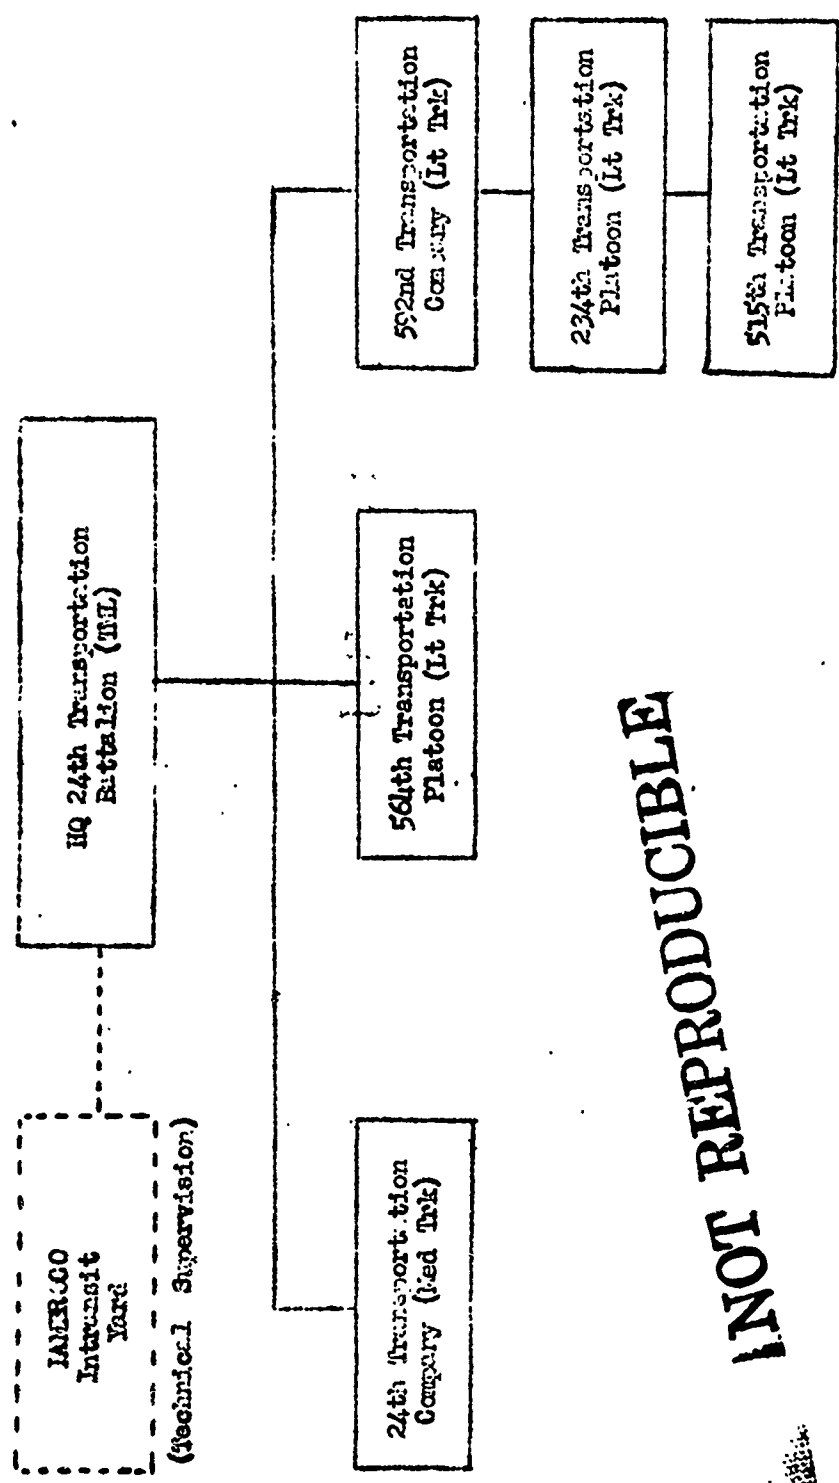 HQ 24th Transportation
Battalion (TML)
Intransit
Yard
(Technical Supervision)
24th Transportation
Company (Med Trk)
564th Transportation
Platoon (Lt Trk)
592nd Transportation
Company (Lt Trk)
234th Transportation
Platoon (Lt Trk)
515th Transportation
Platoon (Lt Trk)
NOT REPRODUCIBLE